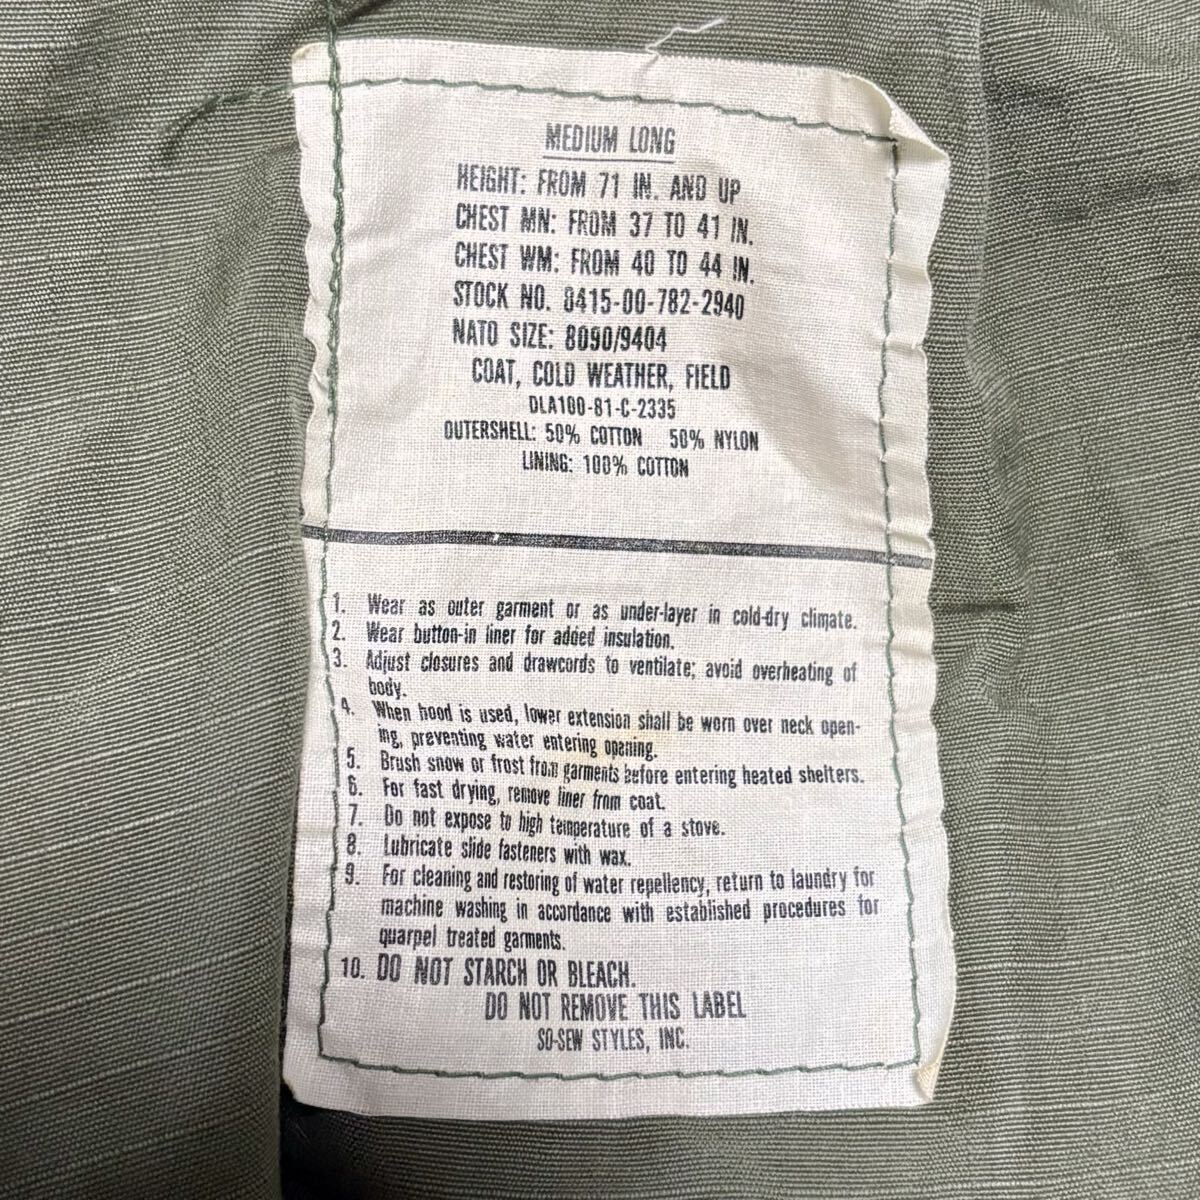 MEDIUM LONG
HEIGHT: FROM 71 IN. AND UP
CHEST MN: FROM 37 TO 41 IN.
CHEST WM: FROM 40 TO 44 IN.
STOCK NO. 8415-00-782-2940
NATO SIZE: 8090/9404
COAT, COLD WEATHER, FIELD
DLA100-81-C-2335
OUTERSHELL: 50% COTTON 50% NYLON
LINING: 100% COTTON
1. Wear as outer garment or as under-layer in cold-dry climate.
2. Wear button-in liner for added insulation.
3. Adjust closures and drawcords to ventilate; avoid overheating of
body.
4. When hood is used, lower extension shall be worn over neck open-
ing, preventing water entering opening.
5. Brush snow or frost from garments before entering heated shelters.
6. For fast drying, remove liner from coat.
7. Do not expose to high temperature of a stove.
8. Lubricate slide fasteners with wax.
9. For cleaning and restoring of water repellency, return to laundry for
machine washing in accordance with established procedures for
quarpel treated garments.
10. DO NOT STARCH OR BLEACH.
DO NOT REMOVE THIS LABEL
SO-SEW STYLES, INC.